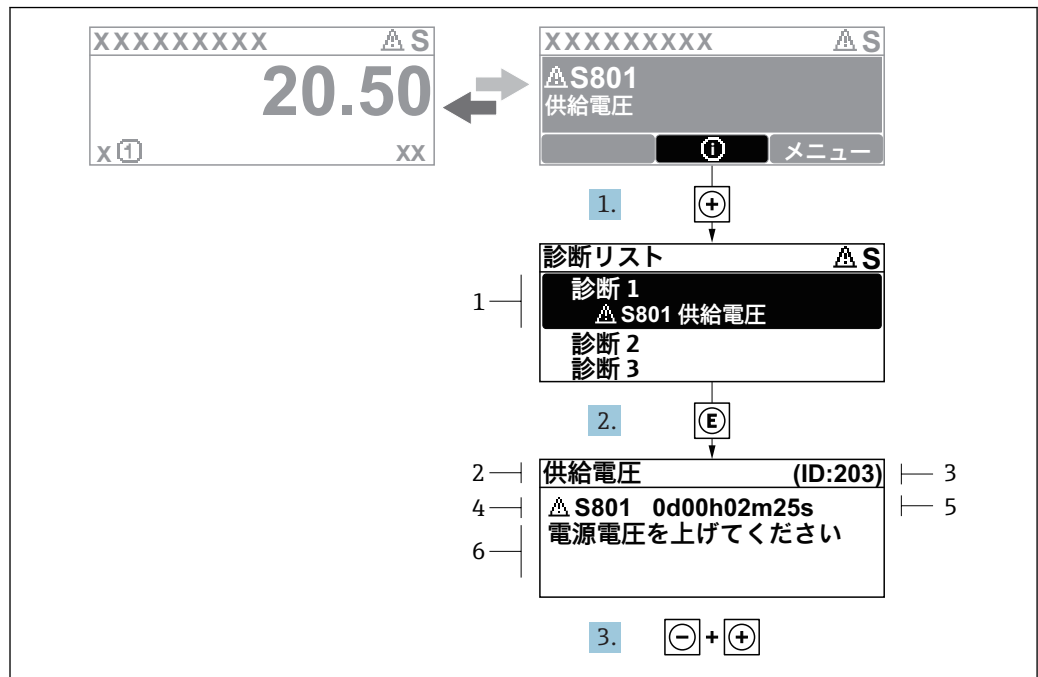 XXXXXXXXX ⚠ S
20.50
X 1 XX
XXXXXXXXX ⚠ S
⚠S801
供給電圧
i メニュー
1. +
診断リスト ⚠ S
1 診断 1
⚠ S801 供給電圧
診断 2
診断 3
2. E
2 供給電圧 (ID:203) 3
4 ⚠ S801 0d00h02m25s 5
6 電源電圧を上げてください
3. - + +